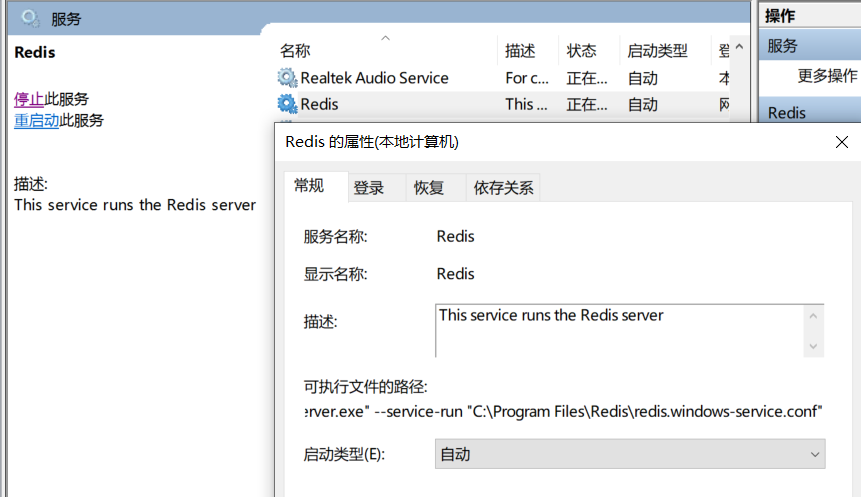 服务
操作
Redis
名称
描述
状态
启动类型
登
服务
Realtek Audio Service
For c...
正在...
自动
本
更多操作
停止此服务
Redis
This ...
正在...
自动
网
Redis
重启动此服务
描述:
This service runs the Redis server
Redis 的属性(本地计算机)
常规
登录
恢复
依存关系
服务名称:
Redis
显示名称:
Redis
描述:
This service runs the Redis server
可执行文件的路径:
erver.exe" --service-run "C:\Program Files\Redis\redis.windows-service.conf"
启动类型(E):
自动